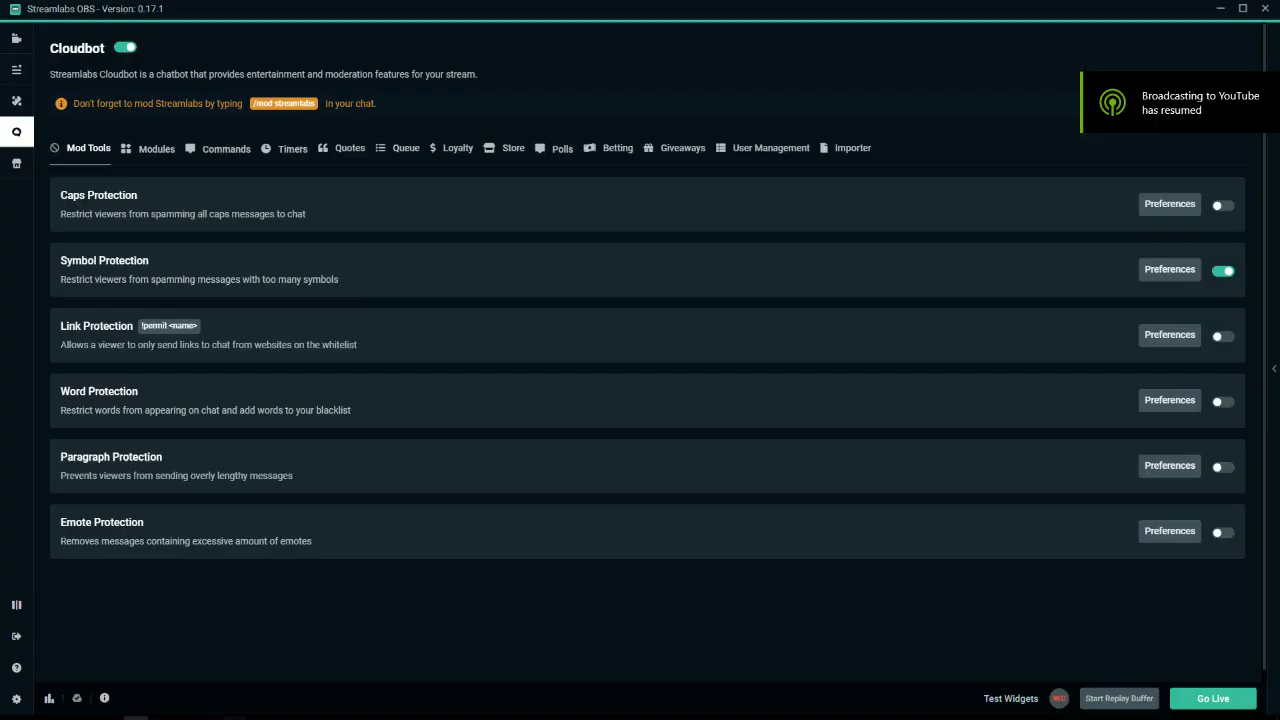 Streamlabs OBS - Version: 0.17.1
Cloudbot
Streamlabs Cloudbot is a chatbot that provides entertainment and moderation features for your stream.
Don't forget to mod Streamlabs by typing /mod streamlabs in your chat.
Broadcasting to YouTube
has resumed
Mod Tools Modules Commands Timers Quotes Queue Loyalty Store Polls Betting Giveaways User Management Importer
Caps Protection
Restrict viewers from spamming all caps messages to chat
Preferences
Symbol Protection
Restrict viewers from spamming messages with too many symbols
Preferences
Link Protection !permit <name>
Allows a viewer to only send links to chat from websites on the whitelist
Preferences
Word Protection
Restrict words from appearing on chat and add words to your blacklist
Preferences
Paragraph Protection
Prevents viewers from sending overly lengthy messages
Preferences
Emote Protection
Removes messages containing excessive amount of emotes
Preferences
Test Widgets REC Start Replay Buffer Go Live